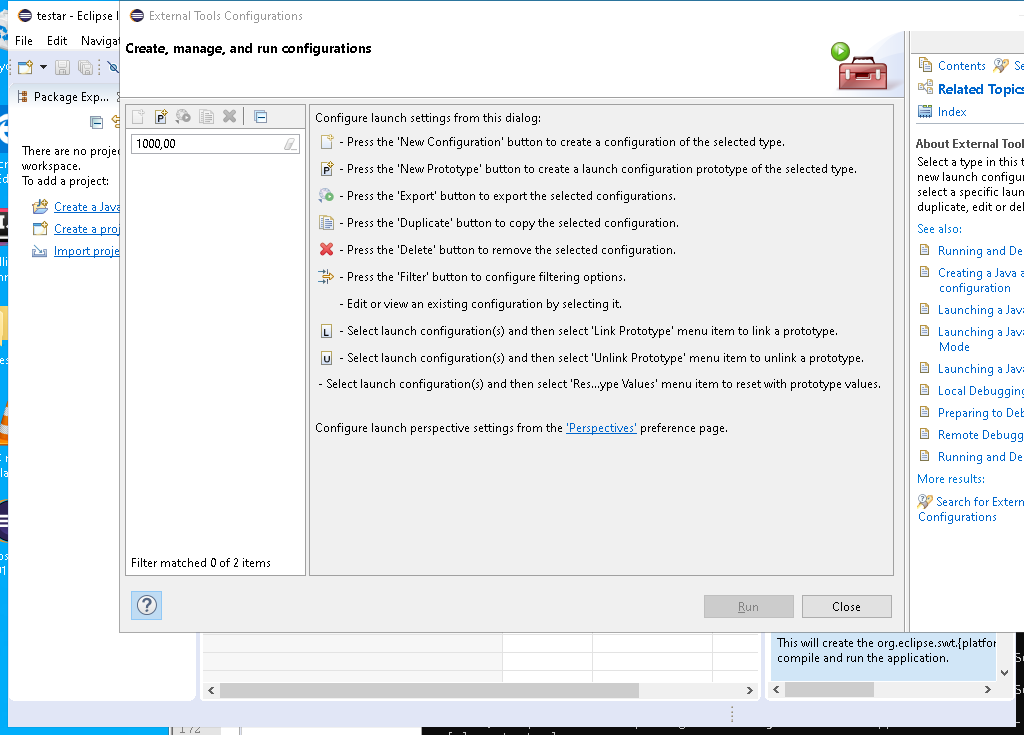 testar - Eclipse I
External Tools Configurations
File Edit Navigat
Create, manage, and run configurations
Package Exp...
Contents
Related Topics
Index
1000,00
Configure launch settings from this dialog:
- Press the 'New Configuration' button to create a configuration of the selected type.
- Press the 'New Prototype' button to create a launch configuration prototype of the selected type.
- Press the 'Export' button to export the selected configurations.
- Press the 'Duplicate' button to copy the selected configuration.
- Press the 'Delete' button to remove the selected configuration.
- Press the 'Filter' button to configure filtering options.
- Edit or view an existing configuration by selecting it.
L - Select launch configuration(s) and then select 'Link Prototype' menu item to link a prototype.
U - Select launch configuration(s) and then select 'Unlink Prototype' menu item to unlink a prototype.
- Select launch configuration(s) and then select 'Res...ype Values' menu item to reset with prototype values.
Configure launch perspective settings from the 'Perspectives' preference page.
Filter matched 0 of 2 items
Run Close
There are no projec
workspace.
To add a project:
Create a Java
Create a proj
Import proje
About External Tool
Select a type in this t
new launch configur
select a specific laun
duplicate, edit or del
See also:
Running and De
Creating a Java a
configuration
Launching a Java
Launching a Java
Mode
Launching a Java
Local Debugging
Preparing to Deb
Remote Debugg
Running and De
More results:
Search for Extern
Configurations
This will create the org.eclipse.swt.{platfor
compile and run the application.
172